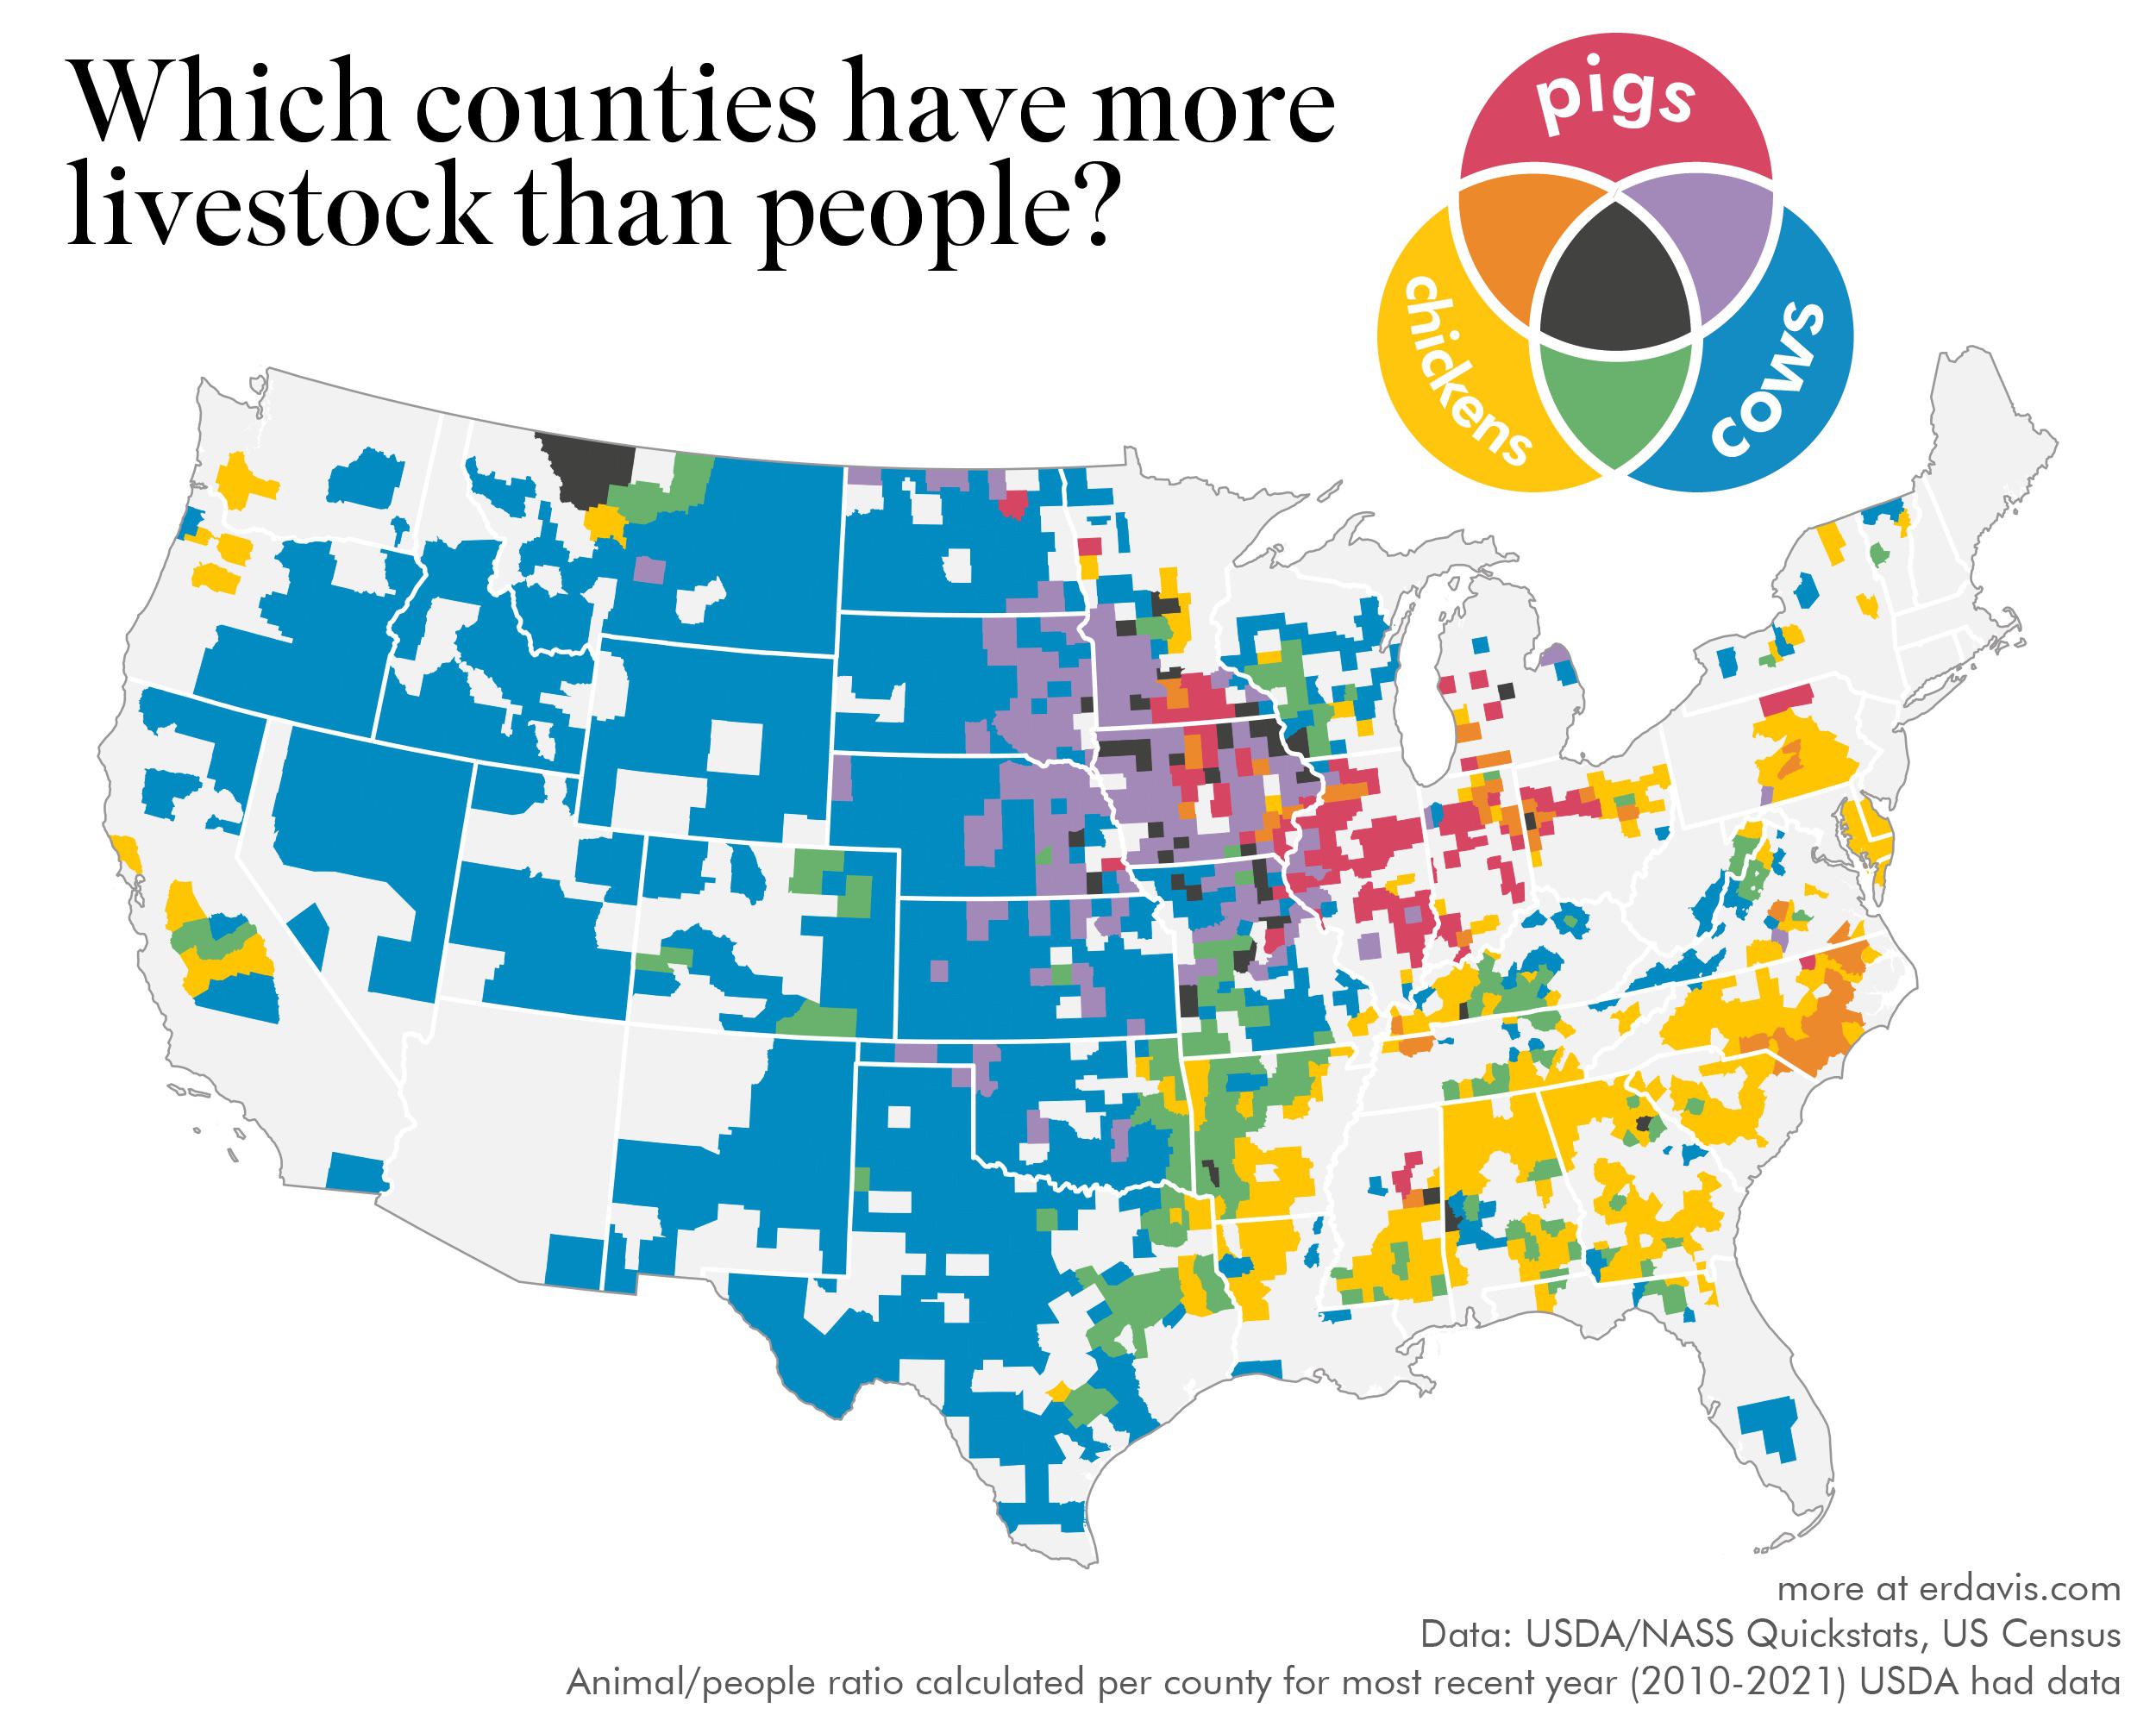 Which counties have more
livestock than people?
pigs
chickens
cows
more at erdavis.com
Data: USDA/NASS Quickstats, US Census
Animal/people ratio calculated per county for most recent year (2010-2021) USDA had data